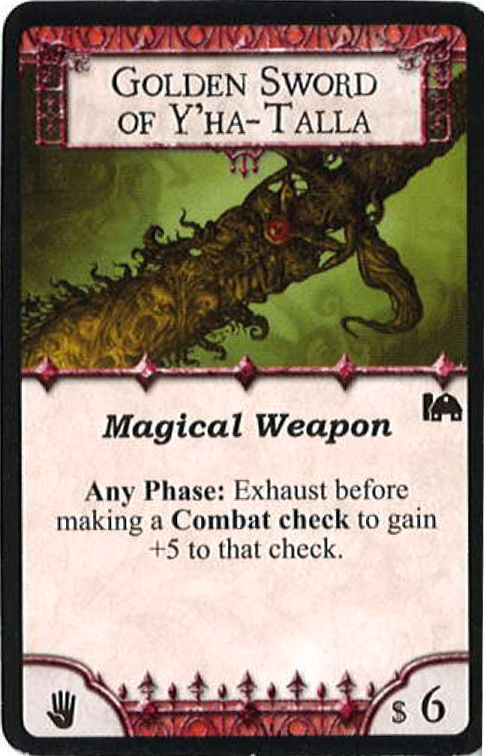 Golden Sword
of Y'ha-Talla
Magical Weapon
Any Phase: Exhaust before
making a Combat check to gain
+5 to that check.
$ 6